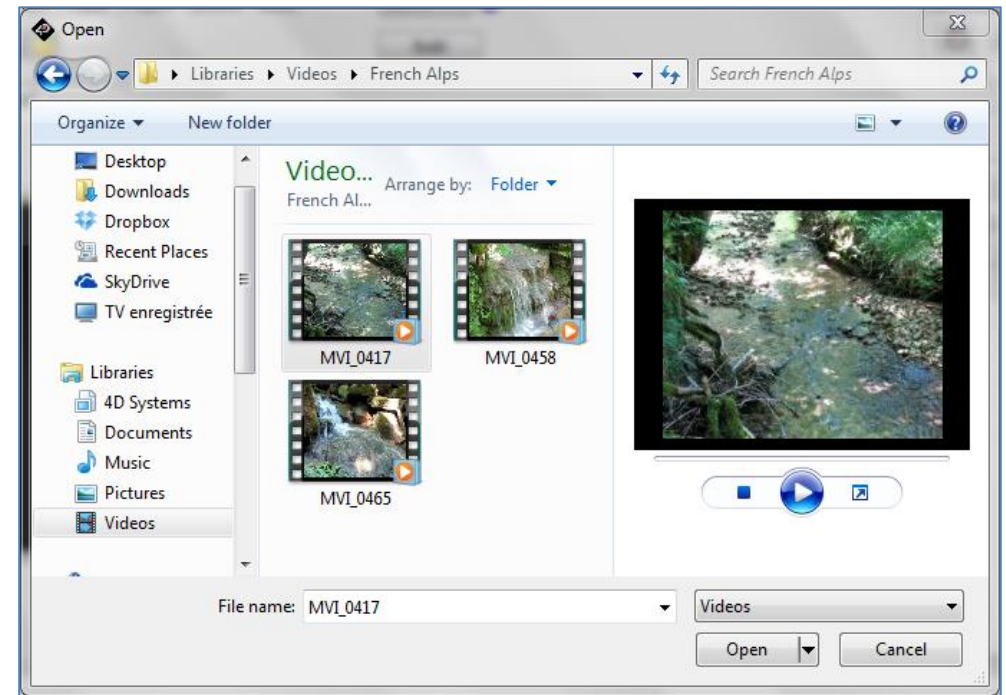 Open
Libraries Videos French Alps
Search French Alps
Organize New folder
Desktop
Downloads
Dropbox
Recent Places
SkyDrive
TV enregistrée
Libraries
4D Systems
Documents
Music
Pictures
Videos
Video...
French Al...
Arrange by: Folder
MVI_0417
MVI_0458
MVI_0465
File name: MVI_0417
Videos
Open Cancel